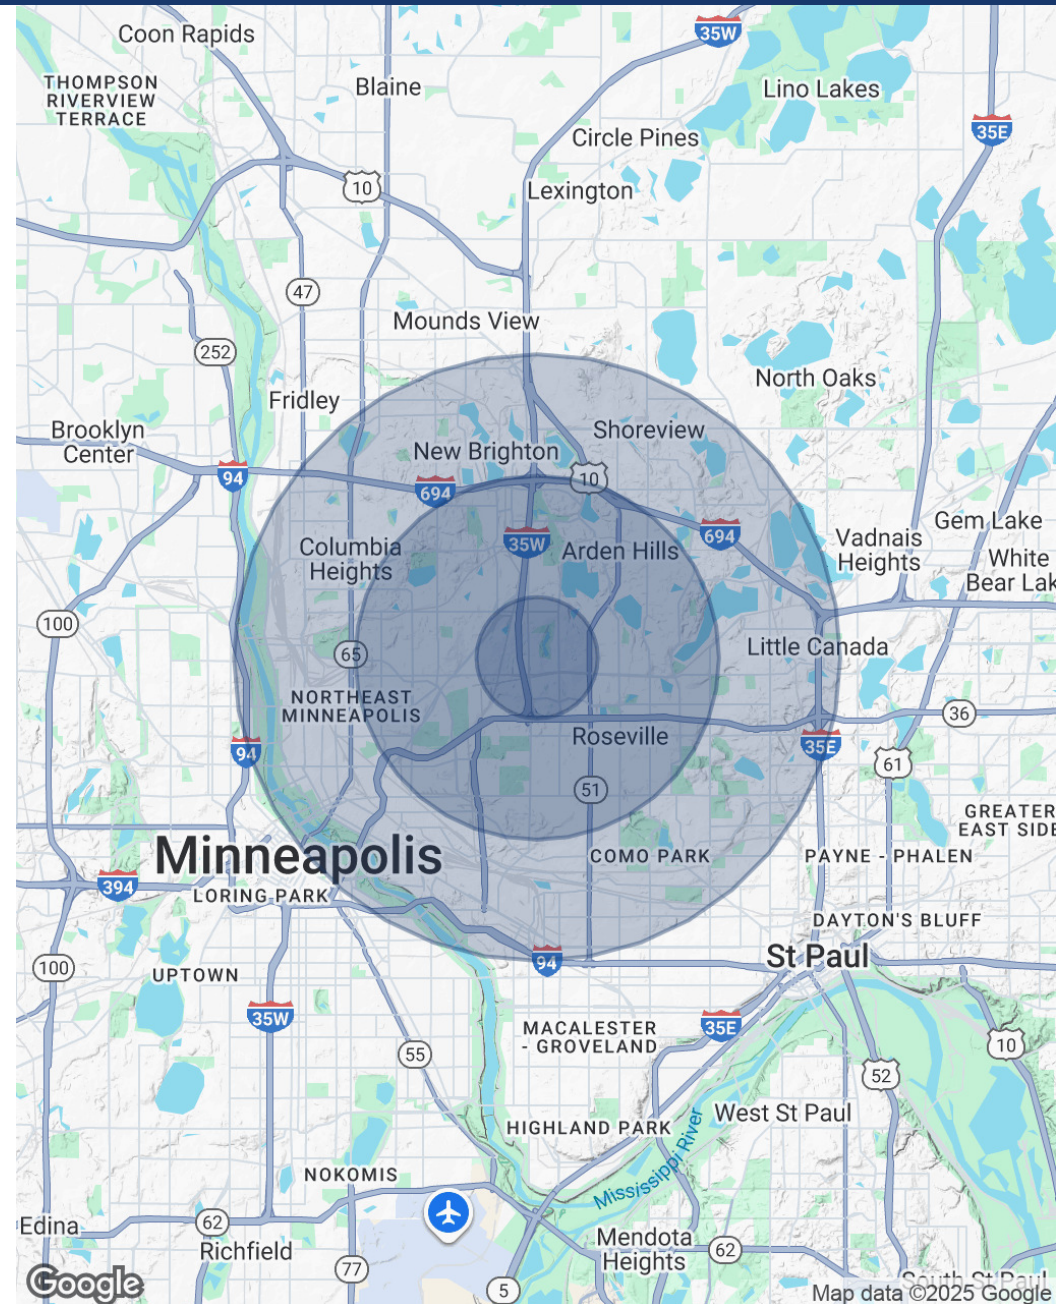 Coon Rapids
35W
THOMPSON
RIVERVIEW
TERRACE
Blaine
Lino Lakes
35E
Circle Pines
10
Lexington
47
Mounds View
252
North Oaks
Fridley
Brooklyn
Center
Shoreview
New Brighton
94
10
694
Gem Lake
35W
694
Vadnais
Heights
Columbia
Heights
Arden Hills
White
Bear Lak
100
65
Little Canada
NORTHEAST
MINNEAPOLIS
36
Roseville
94
35E
61
51
GREATER
EAST SIDE
Minneapolis
COMO PARK
PAYNE - PHALEN
394
LORING PARK
DAYTON'S BLUFF
St Paul
94
100
UPTOWN
35W
35E
MACALESTER
- GROVELAND
10
55
52
West St Paul
HIGHLAND PARK
Mississippi River
NOKOMIS
Edina
62
Richfield
Mendota
Heights
62
77
5
South St Paul
Google
Map data ©2025 Google